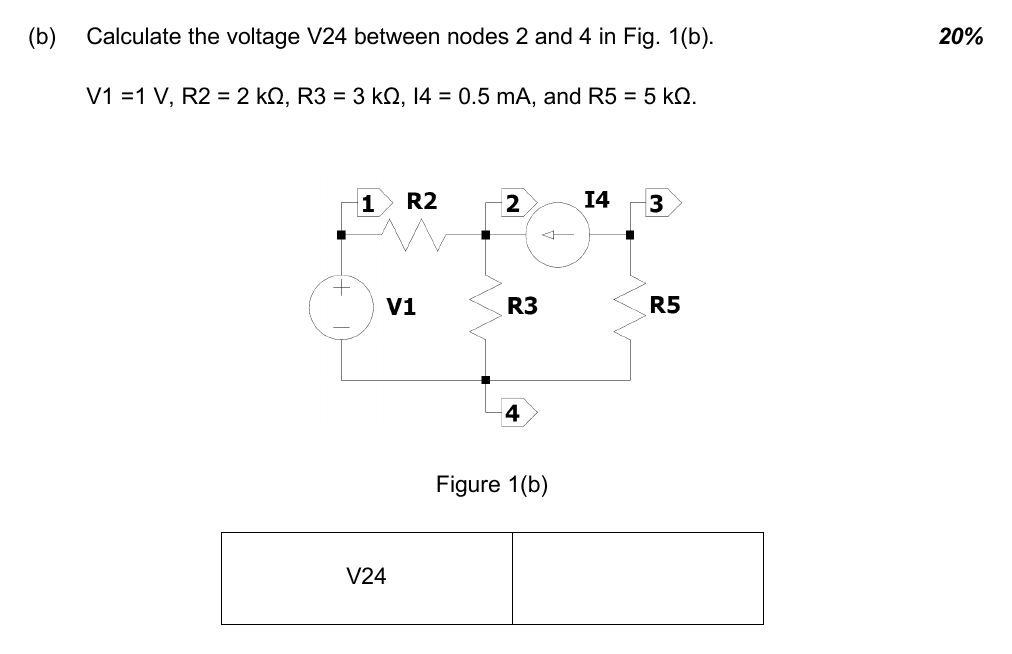 (b) Calculate the voltage V24 between nodes 2 and 4 in Fig. 1(b). 20%
V1 =1 V, R2 = 2 kΩ, R3 = 3 kΩ, I4 = 0.5 mA, and R5 = 5 kΩ.
1 R2 2 I4 3
V1 R3 R5
4
Figure 1(b)
V24